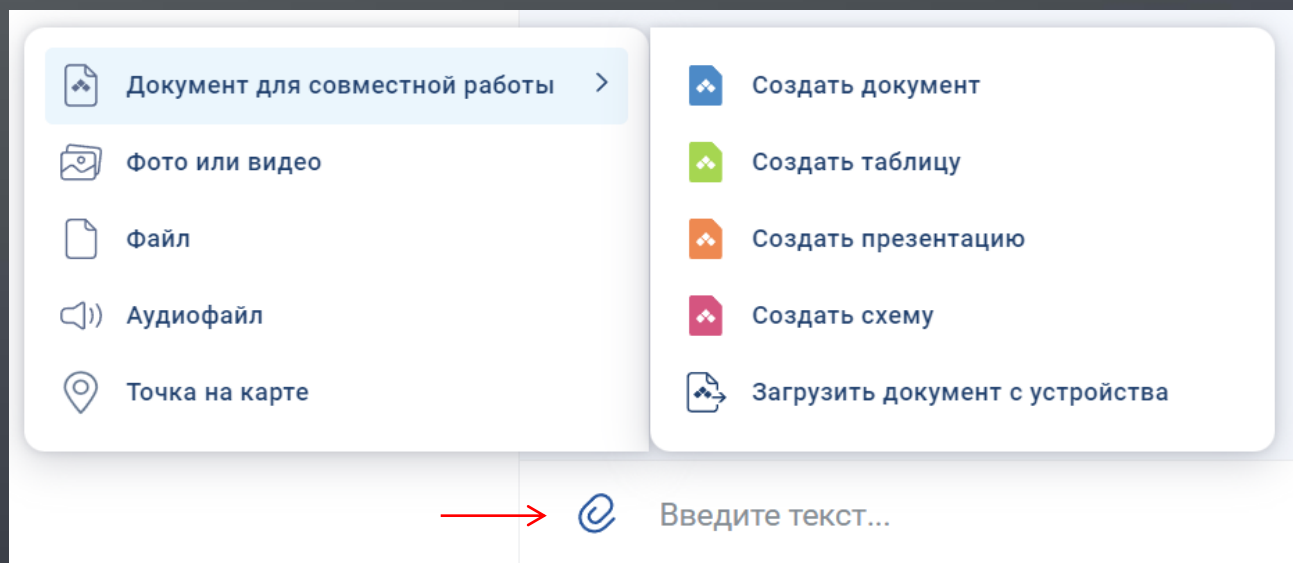 Документ для совместной работы
Фото или видео
Файл
Аудиофайл
Точка на карте
Создать документ
Создать таблицу
Создать презентацию
Создать схему
Загрузить документ с устройства
Введите текст...